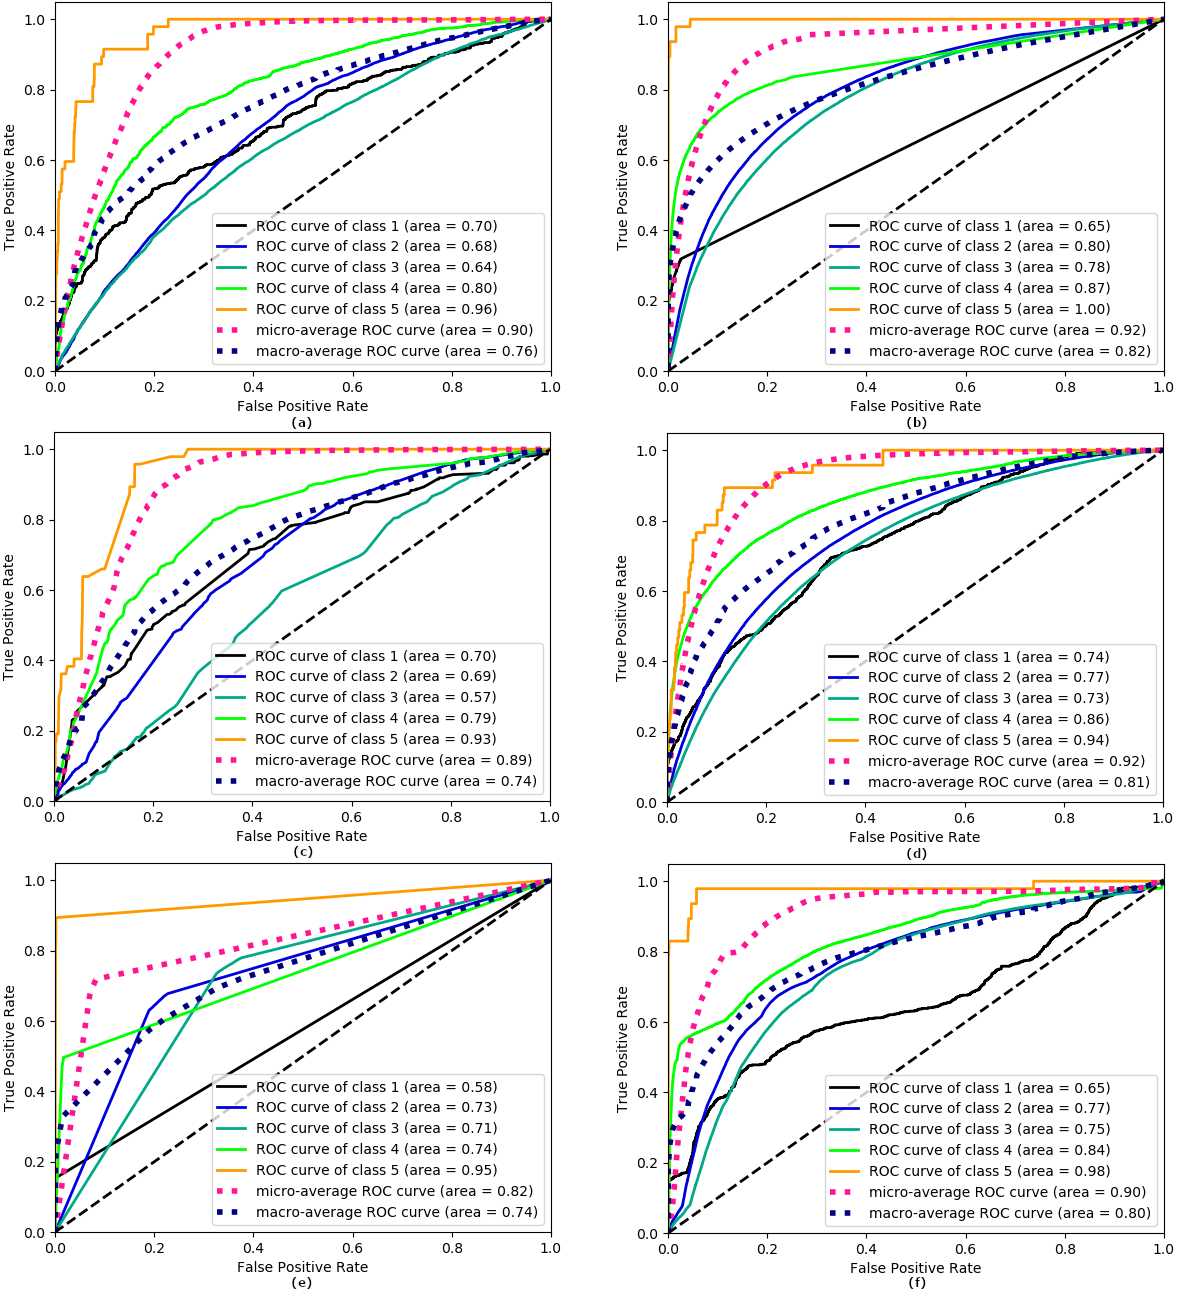 1.0
0.8
0.6
0.4
0.2
0.0
True Positive Rate
ROC curve of class 1 (area = 0.70)
ROC curve of class 2 (area = 0.68)
ROC curve of class 3 (area = 0.64)
ROC curve of class 4 (area = 0.80)
ROC curve of class 5 (area = 0.96)
micro-average ROC curve (area = 0.90)
macro-average ROC curve (area = 0.76)
0.0 0.2 0.4 0.6 0.8 1.0
False Positive Rate
(a)
1.0
0.8
0.6
0.4
0.2
0.0
True Positive Rate
ROC curve of class 1 (area = 0.65)
ROC curve of class 2 (area = 0.80)
ROC curve of class 3 (area = 0.78)
ROC curve of class 4 (area = 0.87)
ROC curve of class 5 (area = 1.00)
micro-average ROC curve (area = 0.92)
macro-average ROC curve (area = 0.82)
0.0 0.2 0.4 0.6 0.8 1.0
False Positive Rate
(b)
1.0
0.8
0.6
0.4
0.2
0.0
True Positive Rate
ROC curve of class 1 (area = 0.70)
ROC curve of class 2 (area = 0.69)
ROC curve of class 3 (area = 0.57)
ROC curve of class 4 (area = 0.79)
ROC curve of class 5 (area = 0.93)
micro-average ROC curve (area = 0.89)
macro-average ROC curve (area = 0.74)
0.0 0.2 0.4 0.6 0.8 1.0
False Positive Rate
(c)
1.0
0.8
0.6
0.4
0.2
0.0
True Positive Rate
ROC curve of class 1 (area = 0.74)
ROC curve of class 2 (area = 0.77)
ROC curve of class 3 (area = 0.73)
ROC curve of class 4 (area = 0.86)
ROC curve of class 5 (area = 0.94)
micro-average ROC curve (area = 0.92)
macro-average ROC curve (area = 0.81)
0.0 0.2 0.4 0.6 0.8 1.0
False Positive Rate
(d)
1.0
0.8
0.6
0.4
0.2
0.0
True Positive Rate
ROC curve of class 1 (area = 0.58)
ROC curve of class 2 (area = 0.73)
ROC curve of class 3 (area = 0.71)
ROC curve of class 4 (area = 0.74)
ROC curve of class 5 (area = 0.95)
micro-average ROC curve (area = 0.82)
macro-average ROC curve (area = 0.74)
0.0 0.2 0.4 0.6 0.8 1.0
False Positive Rate
(e)
1.0
0.8
0.6
0.4
0.2
0.0
True Positive Rate
ROC curve of class 1 (area = 0.65)
ROC curve of class 2 (area = 0.77)
ROC curve of class 3 (area = 0.75)
ROC curve of class 4 (area = 0.84)
ROC curve of class 5 (area = 0.98)
micro-average ROC curve (area = 0.90)
macro-average ROC curve (area = 0.80)
0.0 0.2 0.4 0.6 0.8 1.0
False Positive Rate
(f)